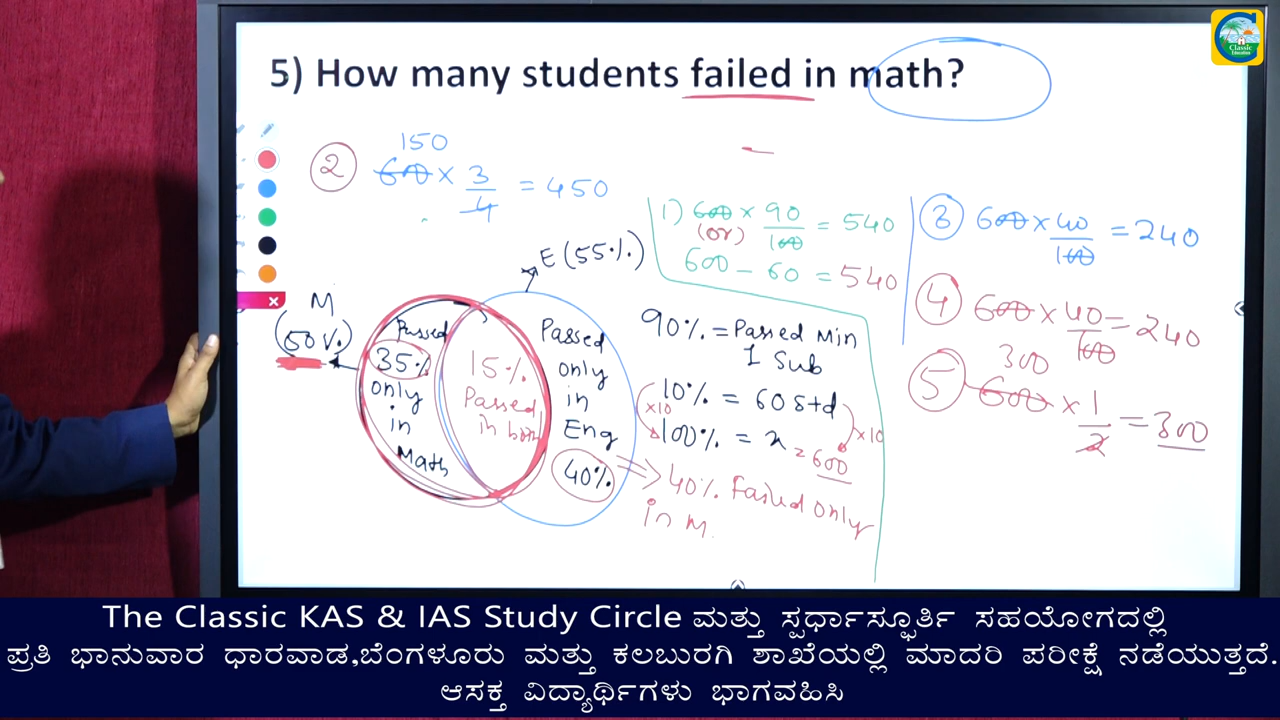 5) How many students failed in math?
Classic
Education
150
2 600 × 3/4 = 450
1) 600 × 90/100 = 540
(or)
600 - 60 = 540
3 600 × 40/100 = 240
4 600 × 40/100 = 240
300
5 600 × 1/2 = 300
E (55%)
M
(50%)
Passed
35%
only
in
Math
15%
Passed
in both
Passed
only
in
Eng
40%
90% = Passed Min
1 Sub
10% = 60 Std
×10
×10
100% = x = 600
40% Failed only
in M.
The Classic KAS & IAS Study Circle ಮತ್ತು ಸ್ಪರ್ಧಾಸ್ಫೂರ್ತಿ ಸಹಯೋಗದಲ್ಲಿ
ಪ್ರತಿ ಭಾನುವಾರ ಧಾರವಾಡ,ಬೆಂಗಳೂರು ಮತ್ತು ಕಲಬುರಗಿ ಶಾಖೆಯಲ್ಲಿ ಮಾದರಿ ಪರೀಕ್ಷೆ ನಡೆಯುತ್ತದೆ.
ಆಸಕ್ತ ವಿದ್ಯಾರ್ಥಿಗಳು ಭಾಗವಹಿಸಿ